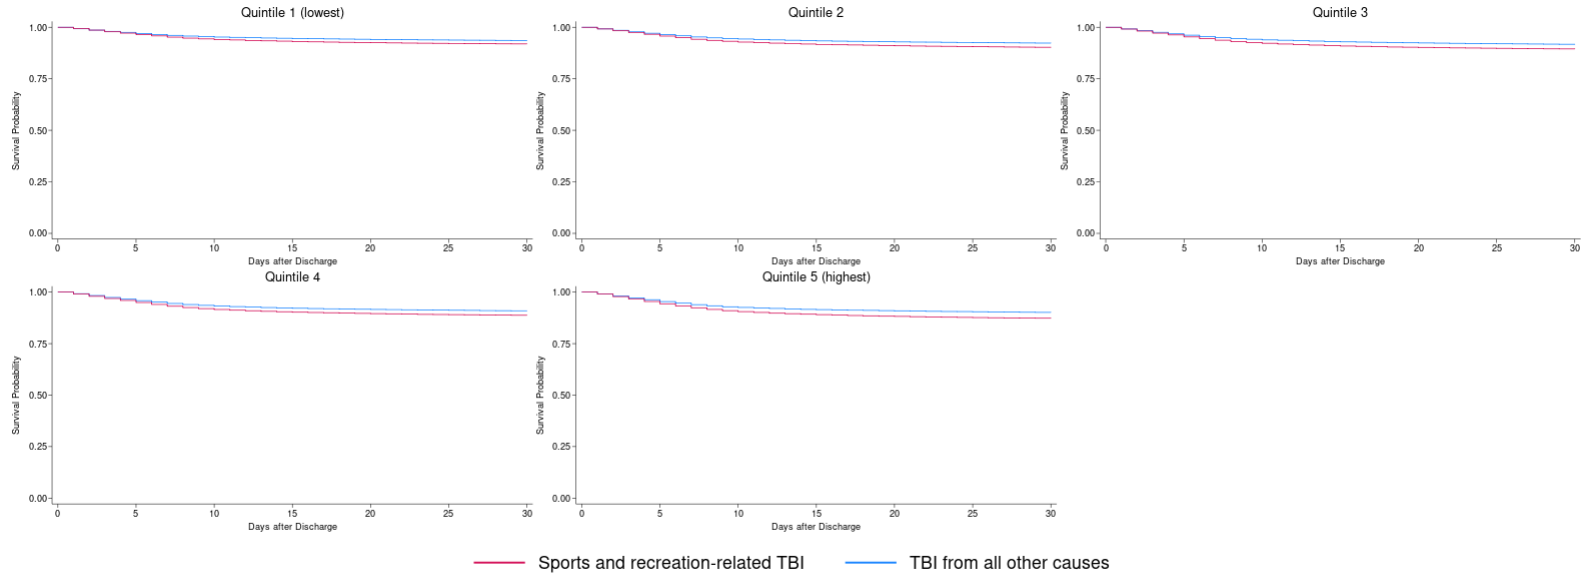 Quintile 1 (lowest)
Survival Probability
1.00
0.75
0.50
0.25
0.00
0 5 10 15 20 25 30
Days after Discharge
Quintile 2
Survival Probability
1.00
0.75
0.50
0.25
0.00
0 5 10 15 20 25 30
Days after Discharge
Quintile 3
Survival Probability
1.00
0.75
0.50
0.25
0.00
0 5 10 15 20 25 30
Days after Discharge
Quintile 4
Survival Probability
1.00
0.75
0.50
0.25
0.00
0 5 10 15 20 25 30
Days after Discharge
Quintile 5 (highest)
Survival Probability
1.00
0.75
0.50
0.25
0.00
0 5 10 15 20 25 30
Days after Discharge
Sports and recreation-related TBI
TBI from all other causes